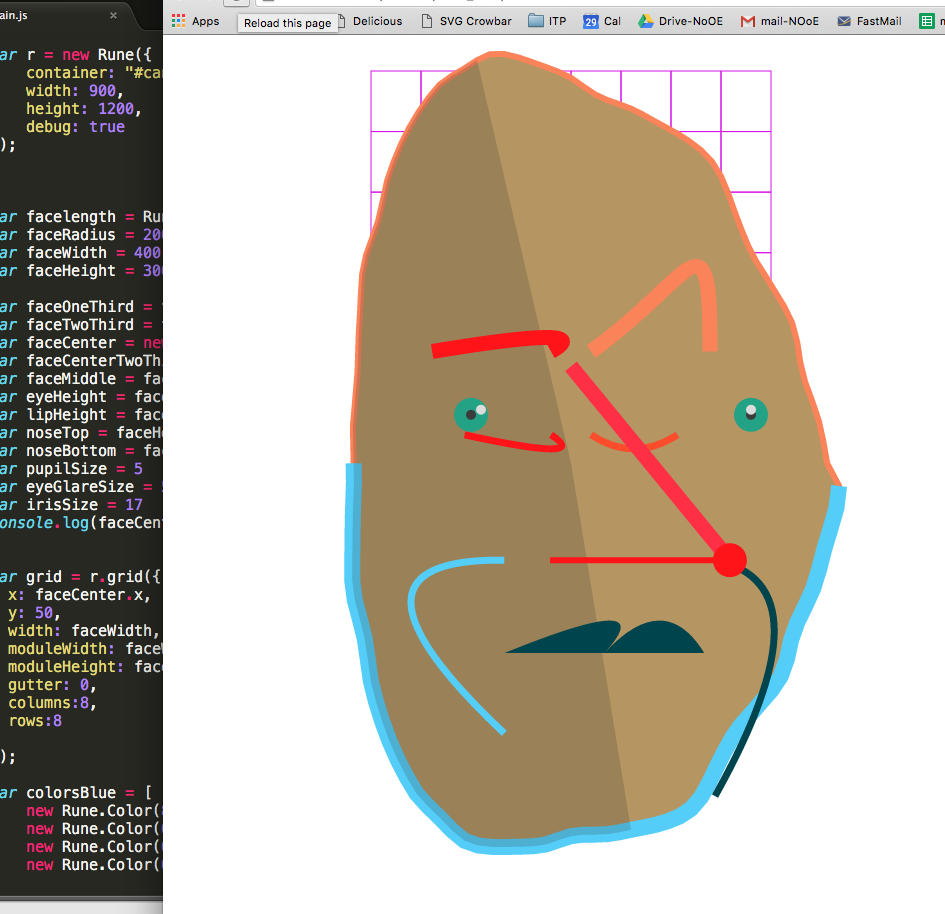 ain.js ×
Apps Reload this page Delicious SVG Crowbar ITP 29 Cal Drive-NoOE mail-NOoE FastMail
ar r = new Rune({
container: "#ca
width: 900,
height: 1200,
debug: true
);
ar facelength = Ru
ar faceRadius = 20
ar faceWidth = 400
ar faceHeight = 30
ar faceOneThird =
ar faceTwoThird =
ar faceCenter = ne
ar faceCenterTwoTh
ar faceMiddle = fa
ar eyeHeight = fac
ar lipHeight = fac
ar noseTop = faceH
ar noseBottom = fa
ar pupilSize = 5
ar eyeGlareSize =
ar irisSize = 17
onsole.log(faceCen
ar grid = r.grid({
x: faceCenter.x,
y: 50,
width: faceWidth,
moduleWidth: face
moduleHeight: fac
gutter: 0,
columns:8,
rows:8
);
ar colorsBlue = [
new Rune.Color(
new Rune.Color(
new Rune.Color(
new Rune.Color(